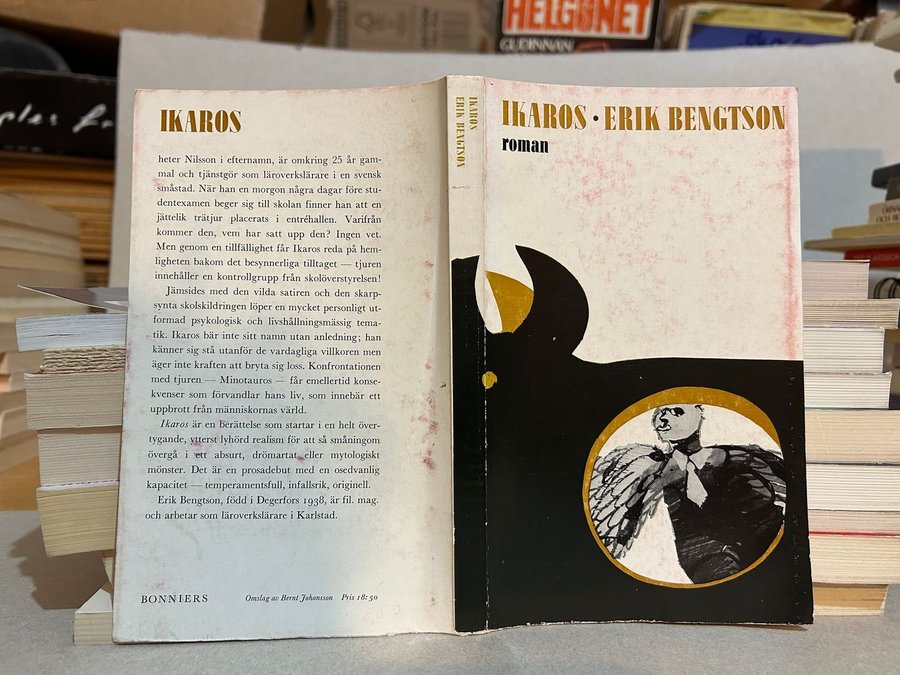 HELGONET
GUDINNAN
ples fr
IKAROS
heter Nilsson i efternamn, är omkring 25 år gam-
mal och tjänstgör som läroverkslärare i en svensk
småstad. När han en morgon några dagar före stu-
dentexamen beger sig till skolan finner han att en
jättelik trätjur placerats i entréhallen. Varifrån
kommer den, vem har satt upp den? Ingen vet.
Men genom en tillfällighet får Ikaros reda på hem-
ligheten bakom det besynnerliga tilltaget — tjuren
innehåller en kontrollgrupp från skolöverstyrelsen!
Jämsides med den vilda satiren och den skarp-
synta skolskildringen löper en mycket personligt ut-
formad psykologisk och livshållningsmässig tema-
tik. Ikaros bär inte sitt namn utan anledning; han
känner sig stå utanför de vardagliga villkoren men
äger inte kraften att bryta sig loss. Konfrontationen
med tjuren — Minotauros — får emellertid konse-
kvenser som förvandlar hans liv, som innebär ett
uppbrott från människornas värld.
Ikaros är en berättelse som startar i en helt över-
tygande, ytterst lyhörd realism för att så småningom
övergå i ett absurt, drömartat eller mytologiskt
mönster. Det är en prosadebut med en osedvanlig
kapacitet — temperamentsfull, infallsrik, originell.
Erik Bengtson, född i Degerfors 1938, är fil. mag.
och arbetar som läroverkslärare i Karlstad.
BONNIERS Omslag av Bernt Johansson Pris 18:50
IKAROS
ERIK BENGTSON
IKAROS · ERIK BENGTSON
roman